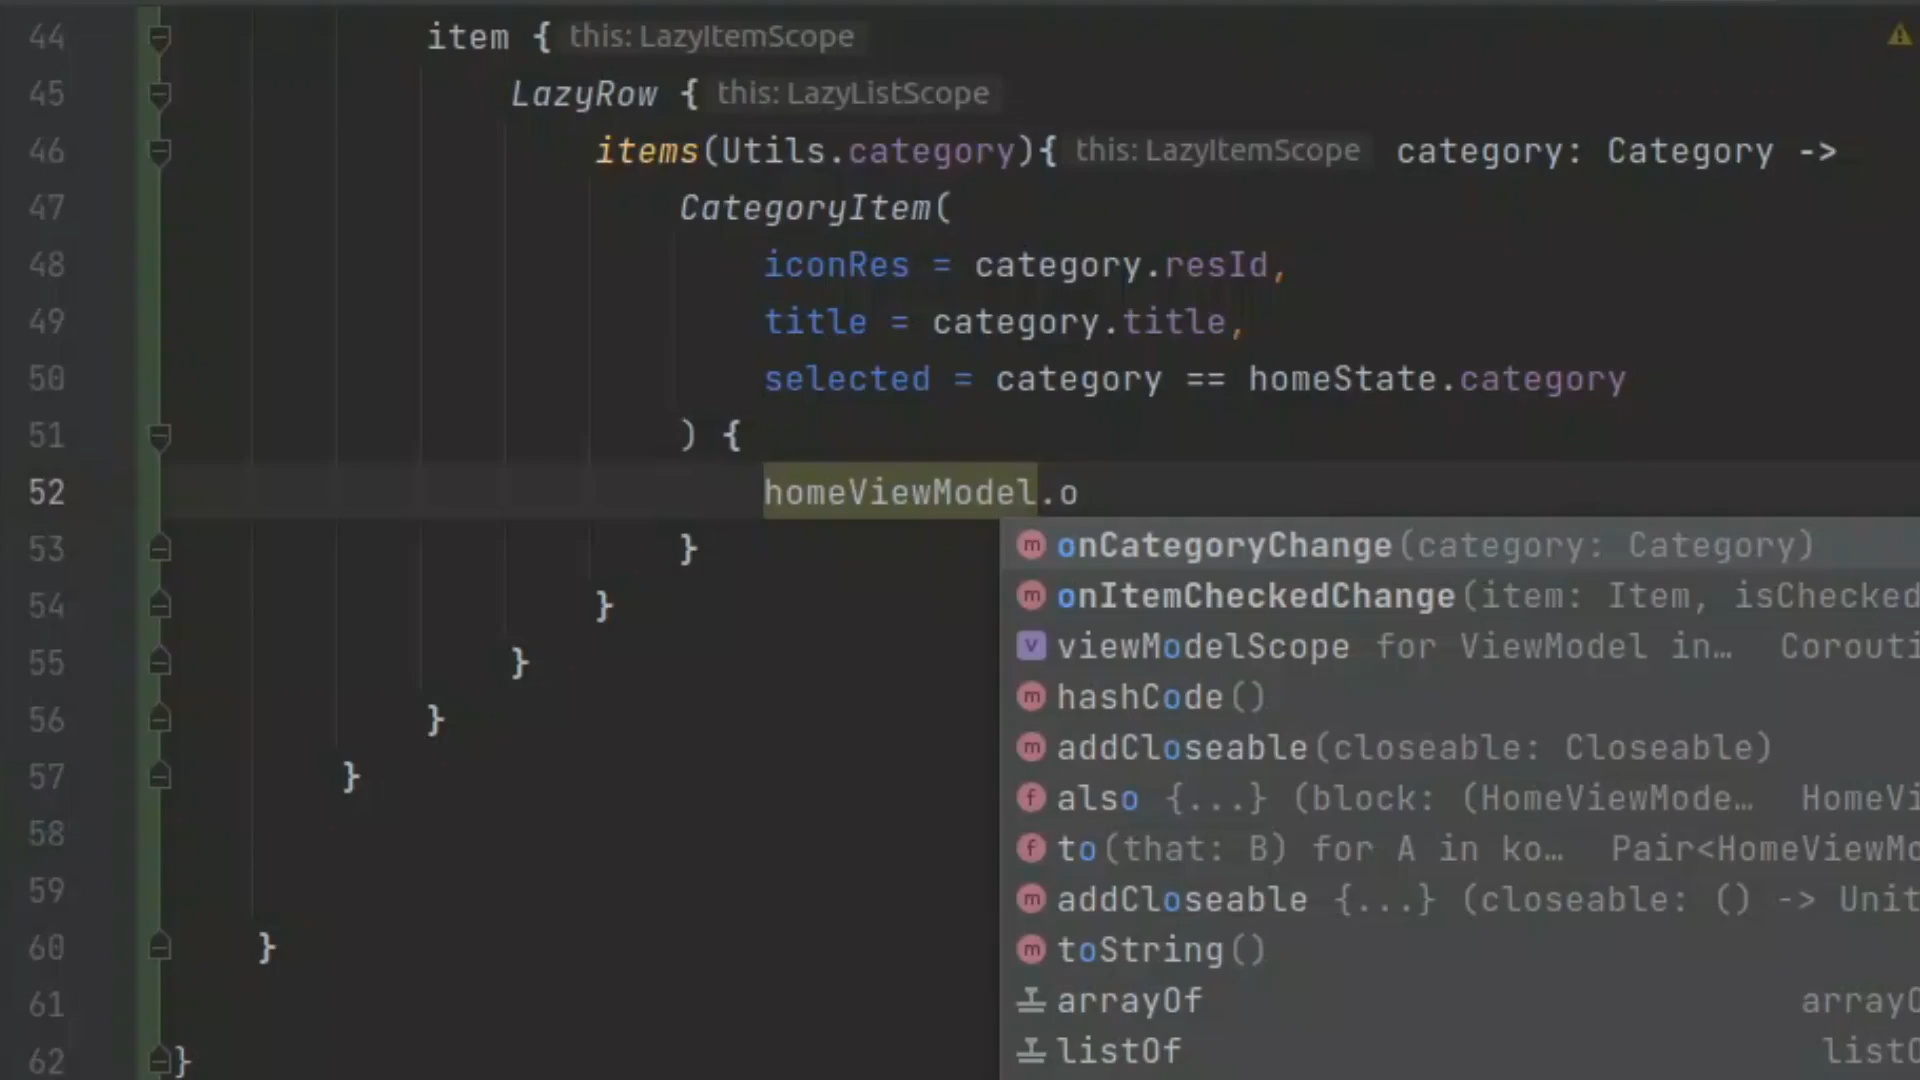 44 item { this: LazyItemScope
45 LazyRow { this: LazyListScope
46 items(Utils.category){ this: LazyItemScope category: Category ->
47 CategoryItem(
48 iconRes = category.resId,
49 title = category.title,
50 selected = category == homeState.category
51 ) {
52 homeViewModel.o
53 }
54 }
55 }
56 }
57 }
58
59
60 }
61
62 }
m onCategoryChange(category: Category)
m onItemCheckedChange(item: Item, isChecked
v viewModelScope for ViewModel in… Corouti
m hashCode()
m addCloseable(closeable: Closeable)
f also {...} (block: (HomeViewMode… HomeVi
f to(that: B) for A in ko… Pair<HomeViewMo
m addCloseable {...} (closeable: () -> Unit
m toString()
arrayOf arrayO
listOf listO